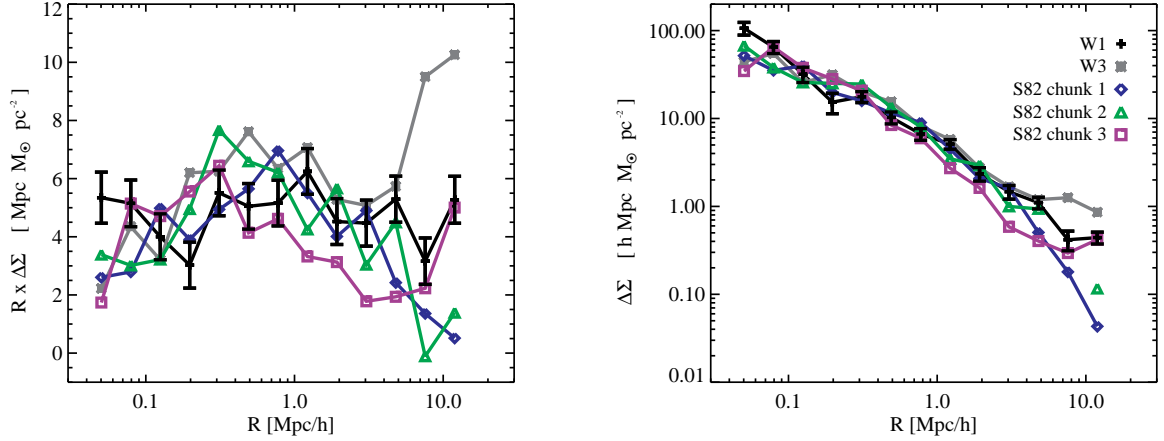 12
10
8
6
4
2
0
R x ΔΣ [ Mpc M⊙ pc⁻² ]
0.1 1.0 10.0
R [Mpc/h]
100.00
10.00
1.00
0.10
0.01
ΔΣ [ h Mpc M⊙ pc⁻² ]
W1
W3
S82 chunk 1
S82 chunk 2
S82 chunk 3
0.1 1.0 10.0
R [Mpc/h]